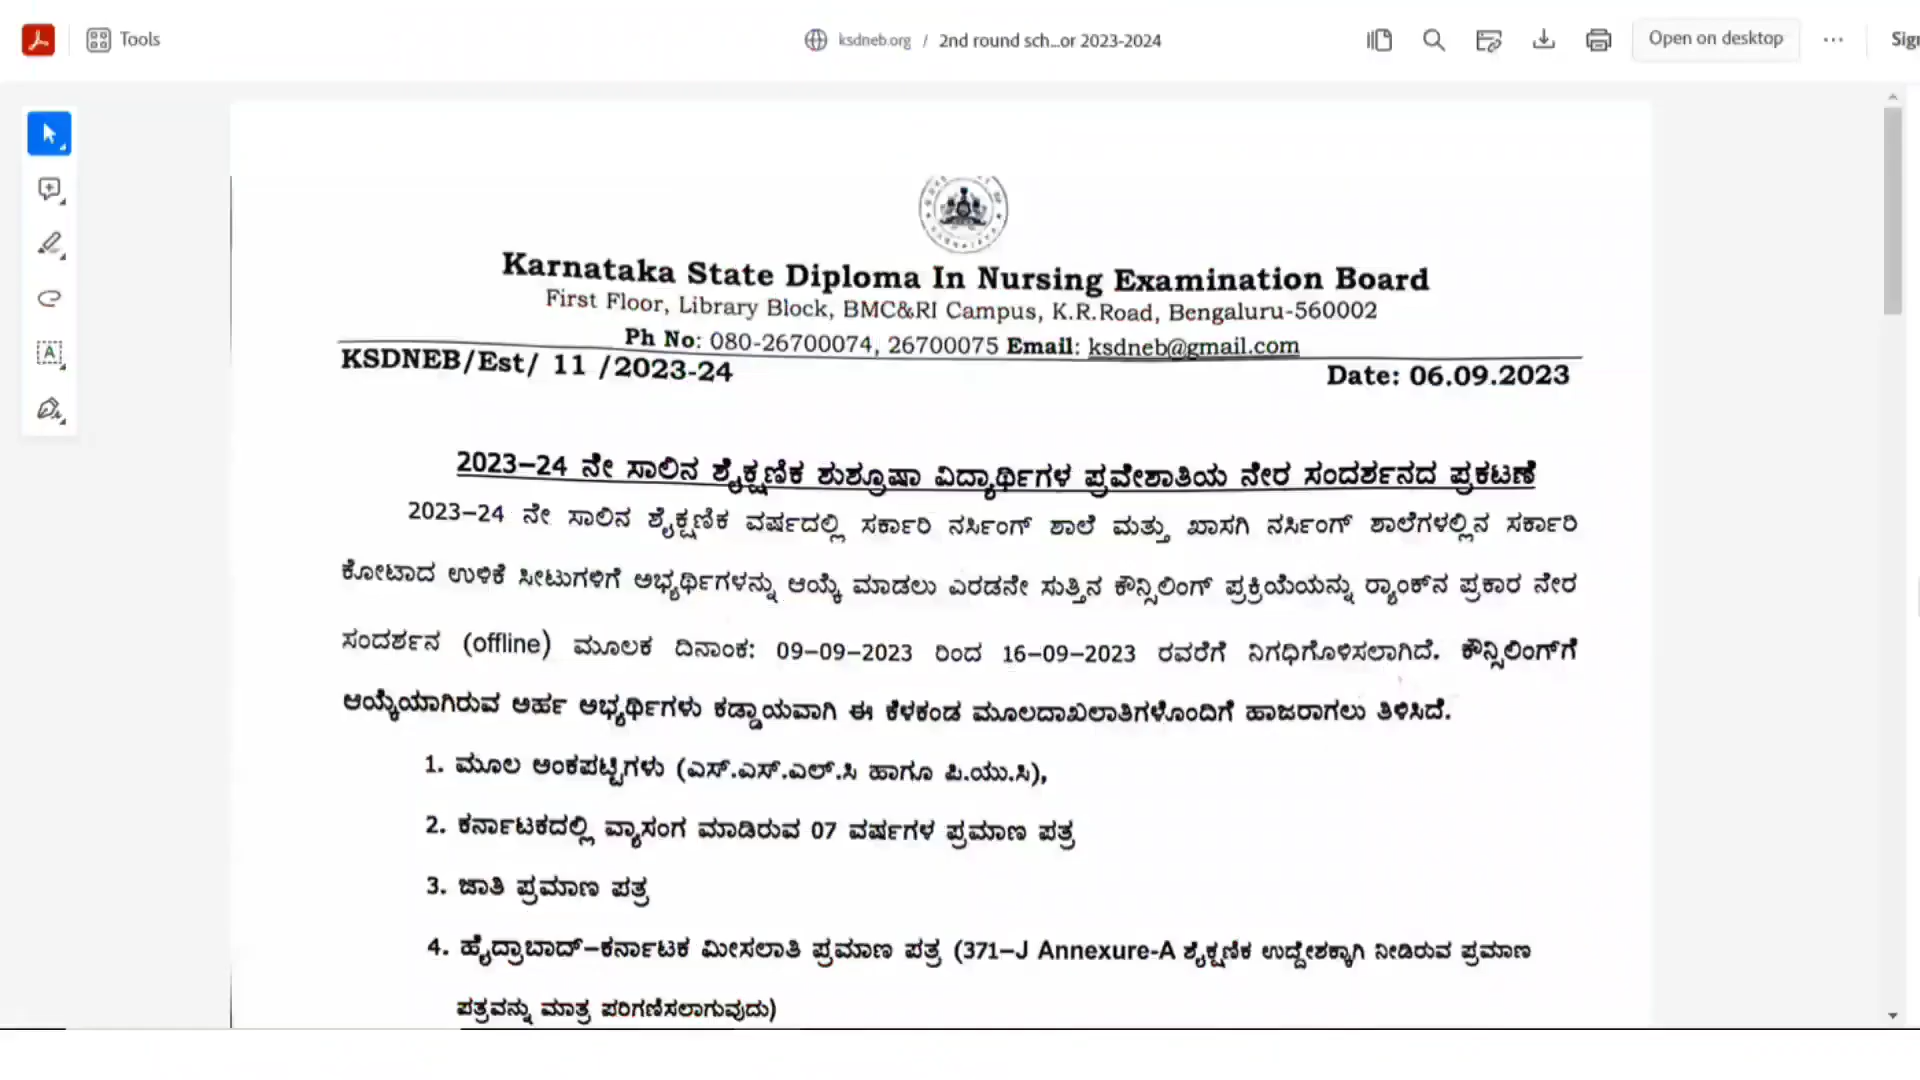 Tools
ksdneb.org / 2nd round sch...or 2023-2024
Open on desktop
Karnataka State Diploma In Nursing Examination Board
First Floor, Library Block, BMC&RI Campus, K.R.Road, Bengaluru-560002
Ph No: 080-26700074, 26700075 Email: ksdneb@gmail.com
KSDNEB/Est/ 11 /2023-24 Date: 06.09.2023
2023–24 ನೇ ಸಾಲಿನ ಶೈಕ್ಷಣಿಕ ಶುಶ್ರೂಷಾ ವಿದ್ಯಾರ್ಥಿಗಳ ಪ್ರವೇಶಾತಿಯ ನೇರ ಸಂದರ್ಶನದ ಪ್ರಕಟಣೆ
2023–24 ನೇ ಸಾಲಿನ ಶೈಕ್ಷಣಿಕ ವರ್ಷದಲ್ಲಿ ಸರ್ಕಾರಿ ನರ್ಸಿಂಗ್ ಶಾಲೆ ಮತ್ತು ಖಾಸಗಿ ನರ್ಸಿಂಗ್ ಶಾಲೆಗಳಲ್ಲಿನ ಸರ್ಕಾರಿ
ಕೋಟಾದ ಉಳಿಕೆ ಸೀಟುಗಳಿಗೆ ಅಭ್ಯರ್ಥಿಗಳನ್ನು ಆಯ್ಕೆ ಮಾಡಲು ಎರಡನೇ ಸುತ್ತಿನ ಕೌನ್ಸಿಲಿಂಗ್ ಪ್ರಕ್ರಿಯೆಯನ್ನು ರ್‍ಯಾಂಕ್‌ನ ಪ್ರಕಾರ ನೇರ
ಸಂದರ್ಶನ (offline) ಮೂಲಕ ದಿನಾಂಕ: 09–09–2023 ರಿಂದ 16–09–2023 ರವರೆಗೆ ನಿಗಧಿಗೊಳಿಸಲಾಗಿದೆ. ಕೌನ್ಸಿಲಿಂಗ್‌ಗೆ
ಆಯ್ಕೆಯಾಗಿರುವ ಅರ್ಹ ಅಭ್ಯರ್ಥಿಗಳು ಕಡ್ಡಾಯವಾಗಿ ಈ ಕೆಳಕಂಡ ಮೂಲದಾಖಲಾತಿಗಳೊಂದಿಗೆ ಹಾಜರಾಗಲು ತಿಳಿಸಿದೆ.
1. ಮೂಲ ಅಂಕಪಟ್ಟಿಗಳು (ಎಸ್.ಎಸ್.ಎಲ್.ಸಿ ಹಾಗೂ ಪಿ.ಯು.ಸಿ),
2. ಕರ್ನಾಟಕದಲ್ಲಿ ವ್ಯಾಸಂಗ ಮಾಡಿರುವ 07 ವರ್ಷಗಳ ಪ್ರಮಾಣ ಪತ್ರ
3. ಜಾತಿ ಪ್ರಮಾಣ ಪತ್ರ
4. ಹೈದ್ರಾಬಾದ್–ಕರ್ನಾಟಕ ಮೀಸಲಾತಿ ಪ್ರಮಾಣ ಪತ್ರ (371–J Annexure-A ಶೈಕ್ಷಣಿಕ ಉದ್ದೇಶಕ್ಕಾಗಿ ನೀಡಿರುವ ಪ್ರಮಾಣ
ಪತ್ರವನ್ನು ಮಾತ್ರ ಪರಿಗಣಿಸಲಾಗುವುದು)